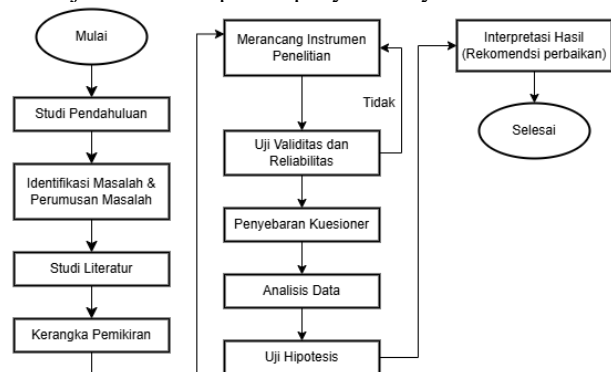 Mulai
Studi Pendahuluan
Identifikasi Masalah &
Perumusan Masalah
Studi Literatur
Kerangka Pemikiran
Merancang Instrumen
Penelitian
Tidak
Uji Validitas dan
Reliabilitas
Penyebaran Kuesioner
Analisis Data
Uji Hipotesis
Interpretasi Hasil
(Rekomendsi perbaikan)
Selesai